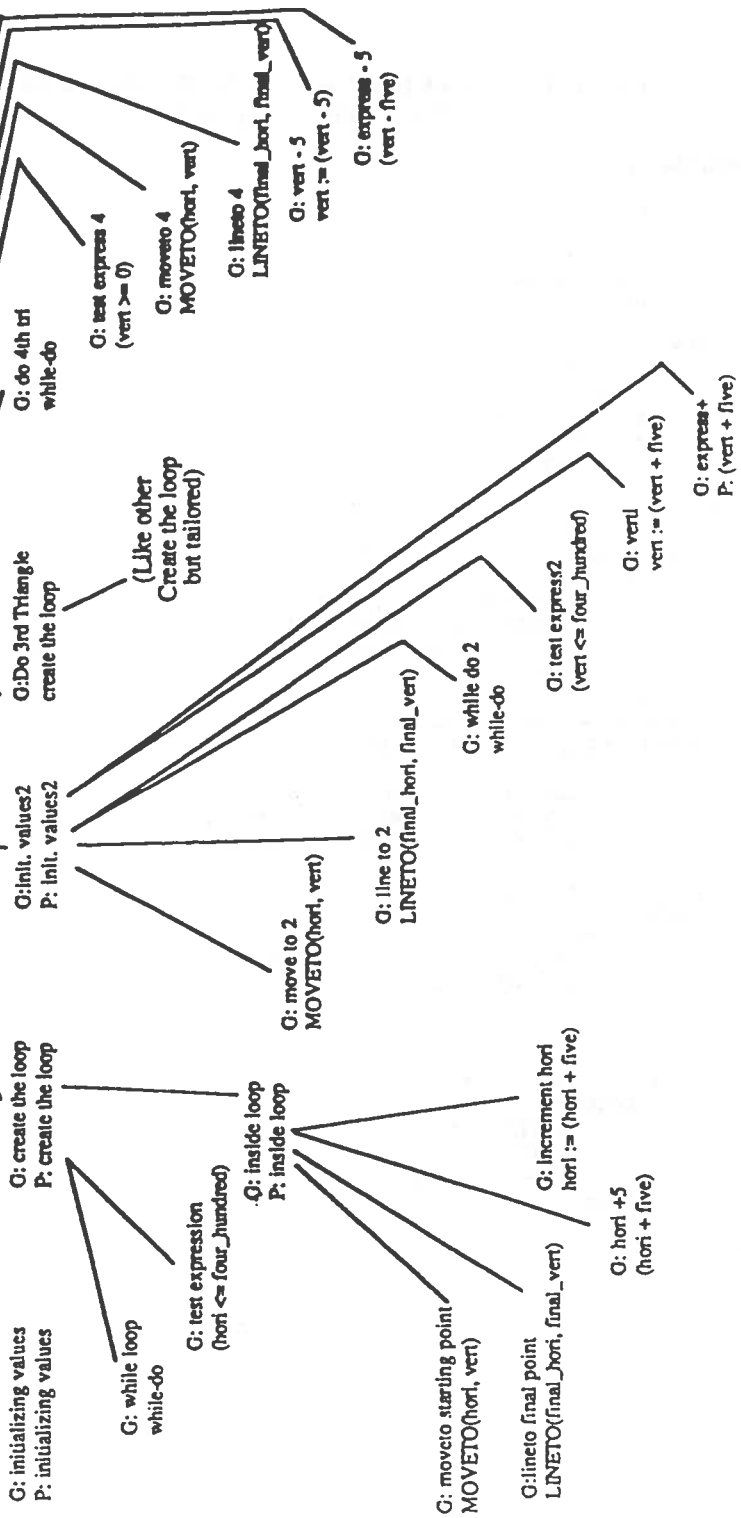 G: initializing values
P: initializing values
G: while loop
while-do
G: test expression
(hori <= four_hundred)
G: create the loop
P: create the loop
G: inside loop
P: inside loop
G: moveto starting point
MOVETO(hori, vert)
G:lineto final point
LINETO(final_hori, final_vert)
G: hori +5
(hori + five)
G: increment hori
hori := (hori + five)
G:init. values2
P: init. values2
G: move to 2
MOVETO(hori, vert)
G: line to 2
LINETO(final_hori, final_vert)
G: while do 2
while-do
G: test express2
(vert <= four_hundred)
G: vert1
vert := (vert + five)
G: express+
P: (vert + five)
G:Do 3rd Triangle
create the loop
(Like other
Create the loop
but tailored)
G: do 4th tri
while-do
G: test express 4
(vert >= 0)
G: moveto 4
MOVETO(hori, vert)
G: lineto 4
LINETO(final_hori, final_vert)
G: vert - 5
vert := (vert - 5)
G: express - 5
(vert - five)